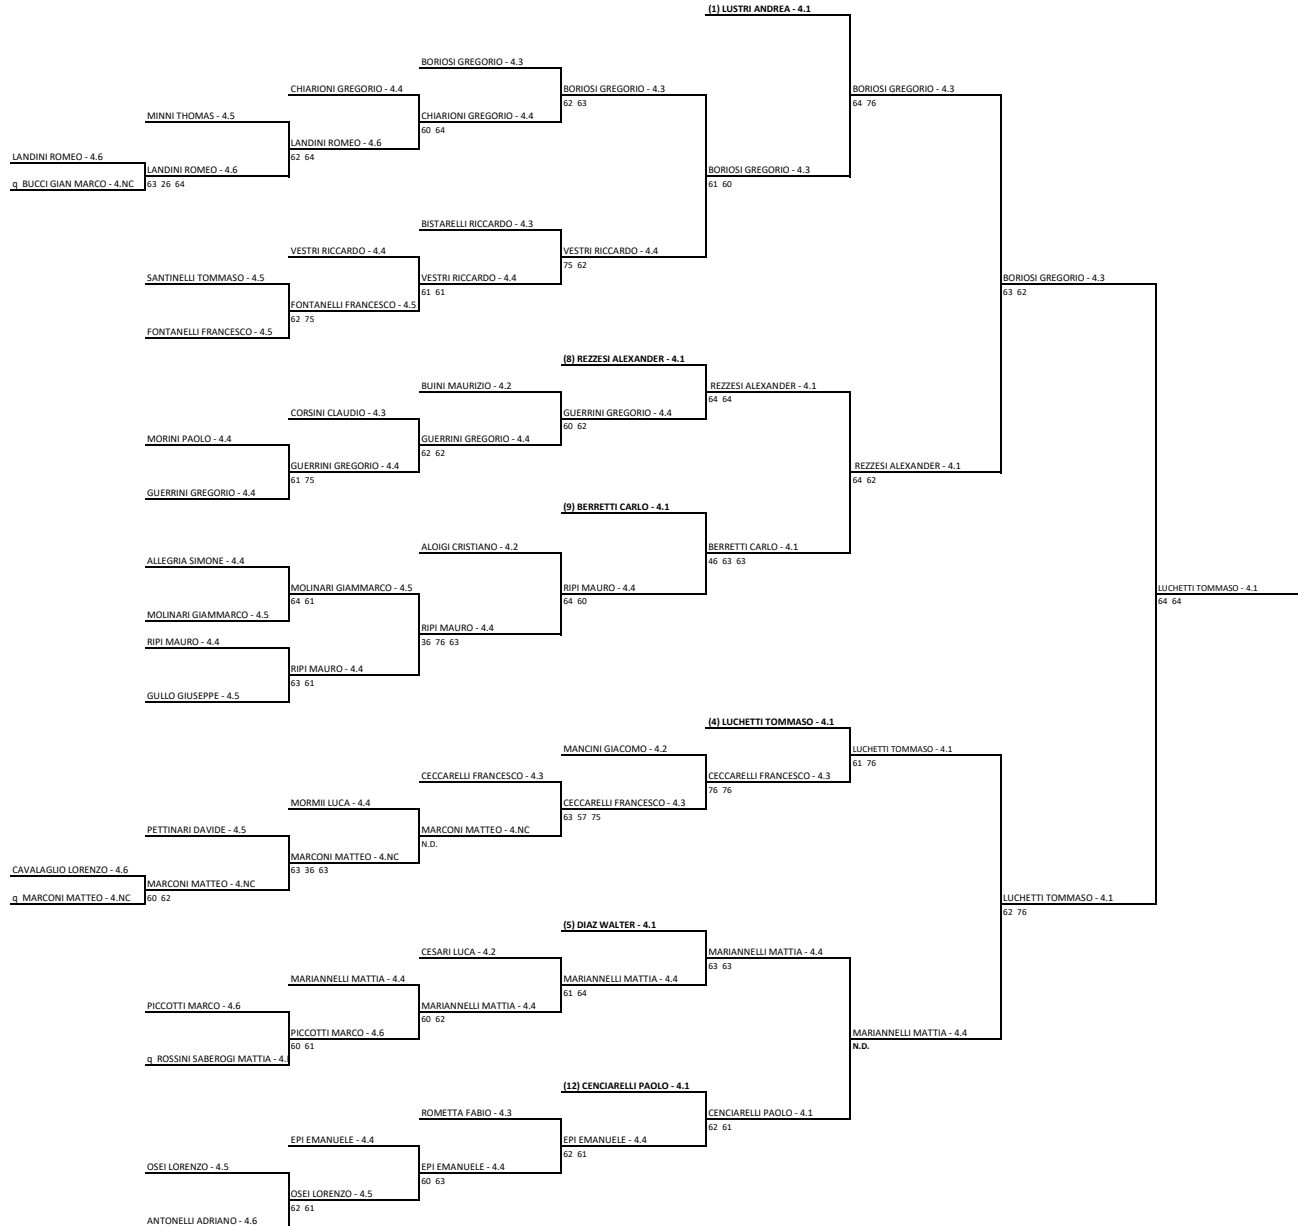 (1) LUSTRI ANDREA - 4.1
BORIOSI GREGORIO - 4.3
CHIARIONI GREGORIO - 4.4
BORIOSI GREGORIO - 4.3
BORIOSI GREGORIO - 4.3
62 63
64 76
MINNI THOMAS - 4.5
CHIARIONI GREGORIO - 4.4
60 64
LANDINI ROMEO - 4.6
62 64
LANDINI ROMEO - 4.6
LANDINI ROMEO - 4.6
BORIOSI GREGORIO - 4.3
q BUCCI GIAN MARCO - 4.NC
63 26 64
61 60
BISTARELLI RICCARDO - 4.3
VESTRI RICCARDO - 4.4
VESTRI RICCARDO - 4.4
75 62
SANTINELLI TOMMASO - 4.5
VESTRI RICCARDO - 4.4
BORIOSI GREGORIO - 4.3
61 61
63 62
FONTANELLI FRANCESCO - 4.5
62 75
FONTANELLI FRANCESCO - 4.5
(8) REZZESI ALEXANDER - 4.1
BUINI MAURIZIO - 4.2
REZZESI ALEXANDER - 4.1
64 64
CORSINI CLAUDIO - 4.3
GUERRINI GREGORIO - 4.4
60 62
MORINI PAOLO - 4.4
GUERRINI GREGORIO - 4.4
62 62
GUERRINI GREGORIO - 4.4
REZZESI ALEXANDER - 4.1
61 75
64 62
GUERRINI GREGORIO - 4.4
(9) BERRETTI CARLO - 4.1
ALOIGI CRISTIANO - 4.2
BERRETTI CARLO - 4.1
46 63 63
ALLEGRIA SIMONE - 4.4
MOLINARI GIAMMARCO - 4.5
RIPI MAURO - 4.4
LUCHETTI TOMMASO - 4.1
64 61
64 60
64 64
MOLINARI GIAMMARCO - 4.5
RIPI MAURO - 4.4
RIPI MAURO - 4.4
36 76 63
RIPI MAURO - 4.4
63 61
GULLO GIUSEPPE - 4.5
(4) LUCHETTI TOMMASO - 4.1
MANCINI GIACOMO - 4.2
LUCHETTI TOMMASO - 4.1
61 76
CECCARELLI FRANCESCO - 4.3
CECCARELLI FRANCESCO - 4.3
76 76
MORMII LUCA - 4.4
CECCARELLI FRANCESCO - 4.3
63 57 75
PETTINARI DAVIDE - 4.5
MARCONI MATTEO - 4.NC
N.D.
MARCONI MATTEO - 4.NC
63 36 63
CAVALAGLIO LORENZO - 4.6
MARCONI MATTEO - 4.NC
q MARCONI MATTEO - 4.NC
60 62
LUCHETTI TOMMASO - 4.1
62 76
(5) DIAZ WALTER - 4.1
CESARI LUCA - 4.2
MARIANNELLI MATTIA - 4.4
63 63
MARIANNELLI MATTIA - 4.4
MARIANNELLI MATTIA - 4.4
61 64
PICCOTTI MARCO - 4.6
MARIANNELLI MATTIA - 4.4
60 62
PICCOTTI MARCO - 4.6
MARIANNELLI MATTIA - 4.4
60 61
N.D.
q ROSSINI SABEROGI MATTIA - 4.
(12) CENCIARELLI PAOLO - 4.1
ROMETTA FABIO - 4.3
CENCIARELLI PAOLO - 4.1
62 61
EPI EMANUELE - 4.4
EPI EMANUELE - 4.4
62 61
OSEI LORENZO - 4.5
EPI EMANUELE - 4.4
60 63
OSEI LORENZO - 4.5
62 61
ANTONELLI ADRIANO - 4.6